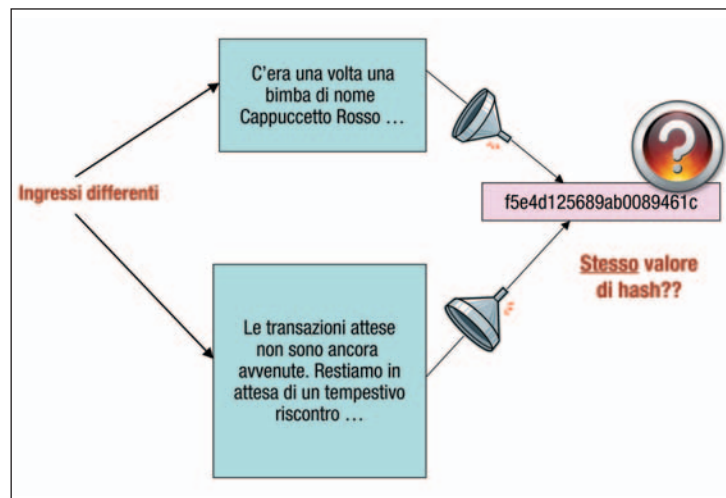 C'era una volta una
bimba di nome
Cappuccetto Rosso …
Ingressi differenti
f5e4d125689ab0089461c
Stesso valore
di hash??
Le transazioni attese
non sono ancora
avvenute. Restiamo in
attesa di un tempestivo
riscontro …